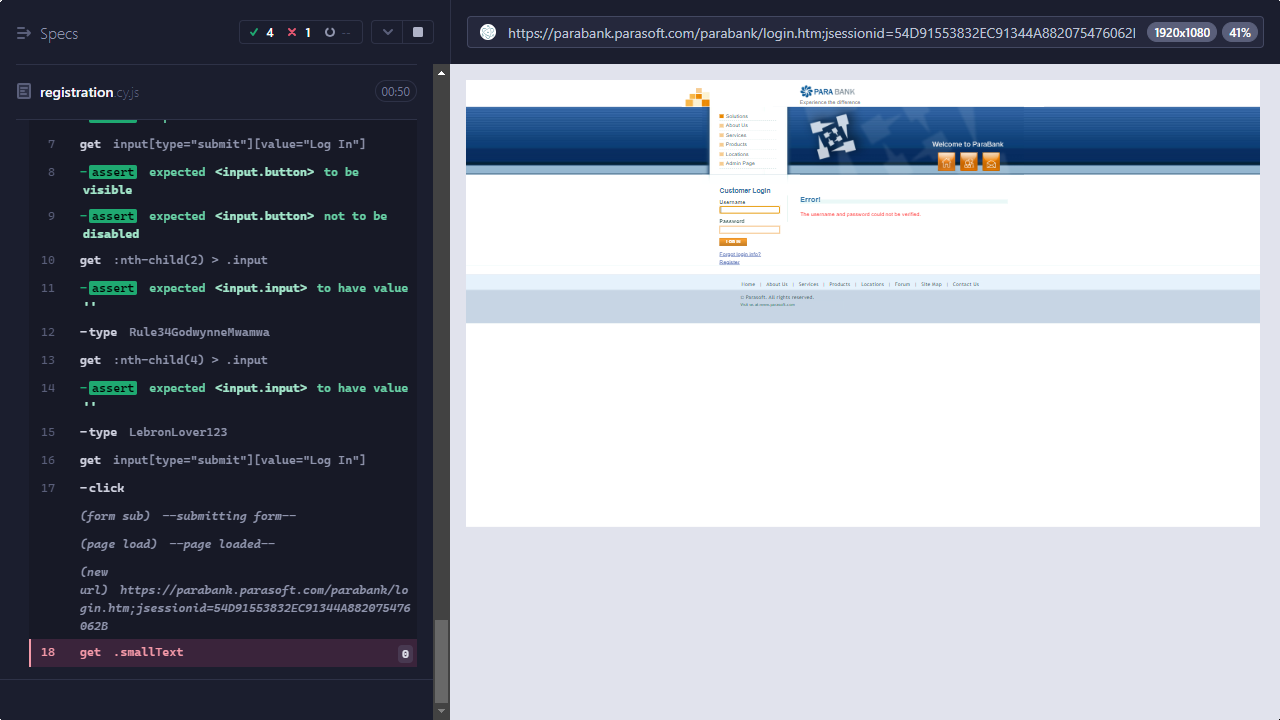 Specs
4
1
--
https://parabank.parasoft.com/parabank/login.htm;jsessionid=54D91553832EC91344A882075476062B
1920x1080
41%
registration.cy.js
00:50
get input[type="submit"][value="Log In"]
-assert expected <input.button> to be
visible
9 -assert expected <input.button> not to be
disabled
10 get :nth-child(2) > .input
11 -assert expected <input.input> to have value
''
12 -type Rude34GoodJokeMwumwa
13 get :nth-child(4) > .input
14 -assert expected <input.input> to have value
''
15 -type LebronLover123
16 get input[type="submit"][value="Log In"]
17 -click
(form sub) --submitting form--
(page load) --page loaded--
(new
url) https://parabank.parasoft.com/parabank/lo
gin.htm;jsessionid=54D91553832EC91344A882075476
062B
18 get .smallText 0
PARA BANK
Experience the difference
Solutions
About Us
Services
Products
Locations
Admin Page
Welcome to ParaBank
Customer Login
Username
Password
LOG IN
Forgot login info?
Register
Error!
The username and password could not be verified.
Home | About Us | Services | Products | Locations | Forum | Site Map | Contact Us
© Parasoft. All rights reserved.
Visit us at:www.parasoft.com